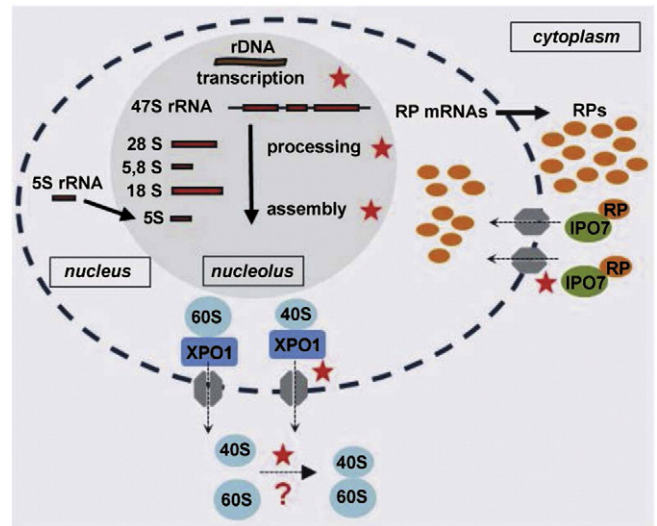 rDNA
cytoplasm
transcription
47S rRNA
RP mRNAs
RPs
28 S
processing
5,8 S
5S rRNA
18 S
assembly
5S
RP
IPO7
nucleus
nucleolus
RP
IPO7
60S
40S
XPO1
XPO1
40S
40S
?
60S
60S